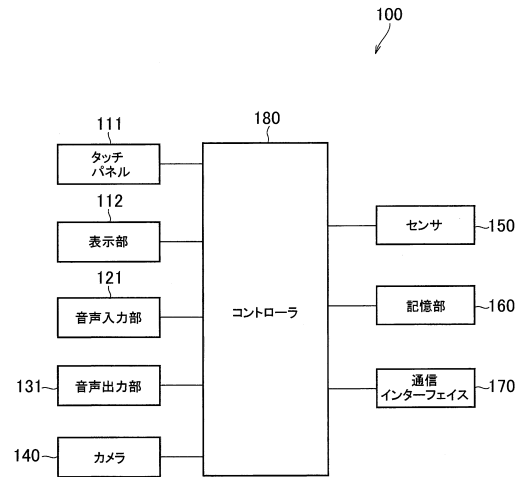 100
180
111
タッチ
パネル
112
表示部
121
音声入力部
131
音声出力部
140
カメラ
コントローラ
センサ
150
記憶部
160
通信
インターフェイス
170